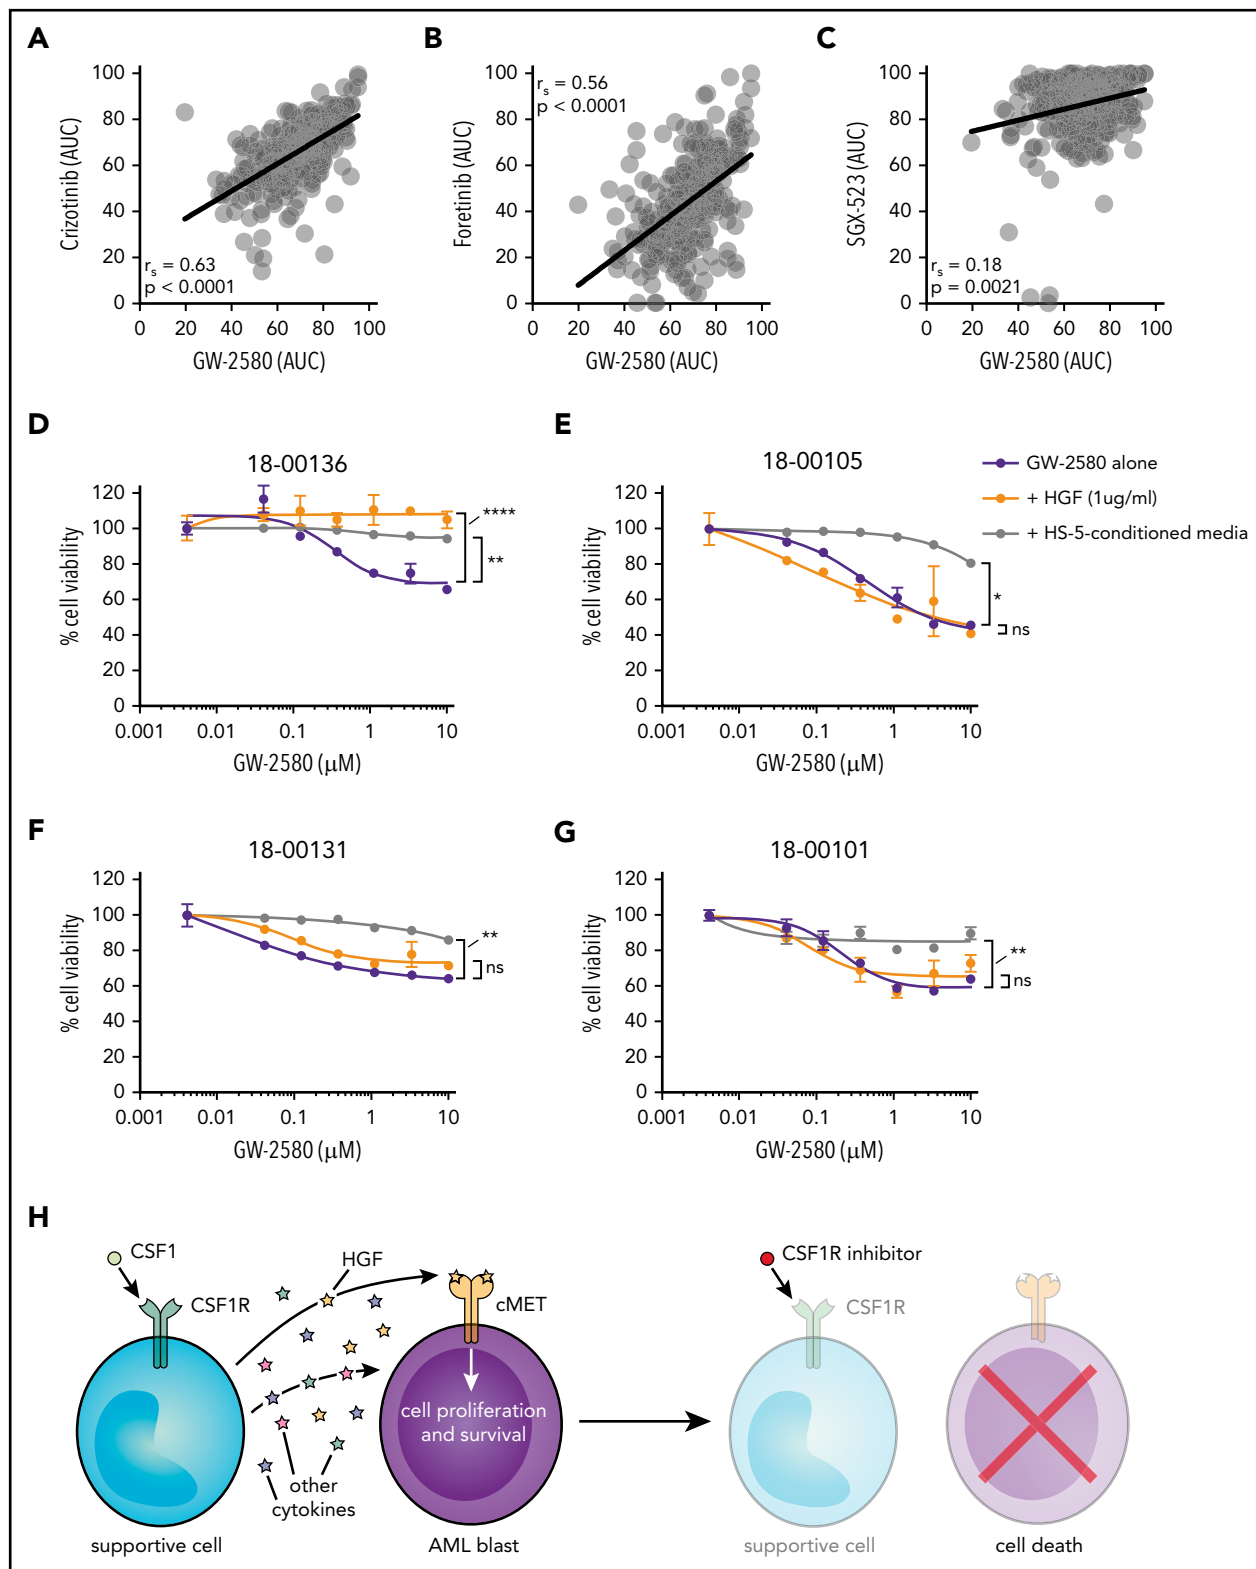 A
B
C
100
80
60
40
20
0
Crizotinib (AUC)
r_s = 0.63
p < 0.0001
0 20 40 60 80 100
GW-2580 (AUC)
100
80
60
40
20
0
Foretinib (AUC)
r_s = 0.56
p < 0.0001
0 20 40 60 80 100
GW-2580 (AUC)
100
80
60
40
20
0
SGX-523 (AUC)
r_s = 0.18
p = 0.0021
0 20 40 60 80 100
GW-2580 (AUC)
D
18-00136
120
100
80
60
40
20
0
% cell viability
****
**
0.001 0.01 0.1 1 10
GW-2580 (μM)
E
18-00105
120
100
80
60
40
20
0
% cell viability
*
ns
0.001 0.01 0.1 1 10
GW-2580 (μM)
GW-2580 alone
+ HGF (1ug/ml)
+ HS-5-conditioned media
F
18-00131
120
100
80
60
40
20
0
% cell viability
**
ns
0.001 0.01 0.1 1 10
GW-2580 (μM)
G
18-00101
120
100
80
60
40
20
0
% cell viability
**
ns
0.001 0.01 0.1 1 10
GW-2580 (μM)
H
CSF1
CSF1R
HGF
cMET
cell proliferation
and survival
other
cytokines
supportive cell
AML blast
CSF1R inhibitor
CSF1R
supportive cell
cell death